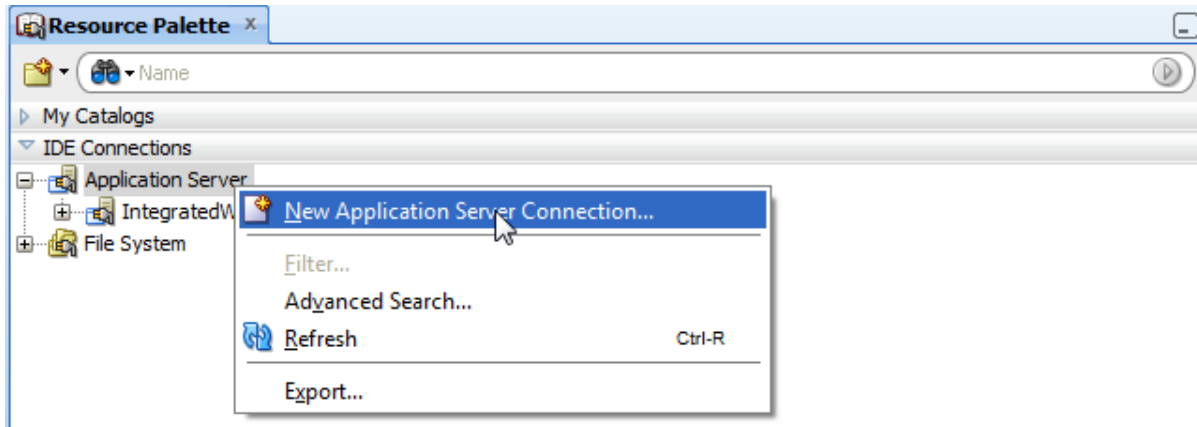 Resource Palette x
Name
My Catalogs
IDE Connections
Application Server
IntegratedW
New Application Server Connection...
File System
Filter...
Advanced Search...
Refresh Ctrl-R
Export...